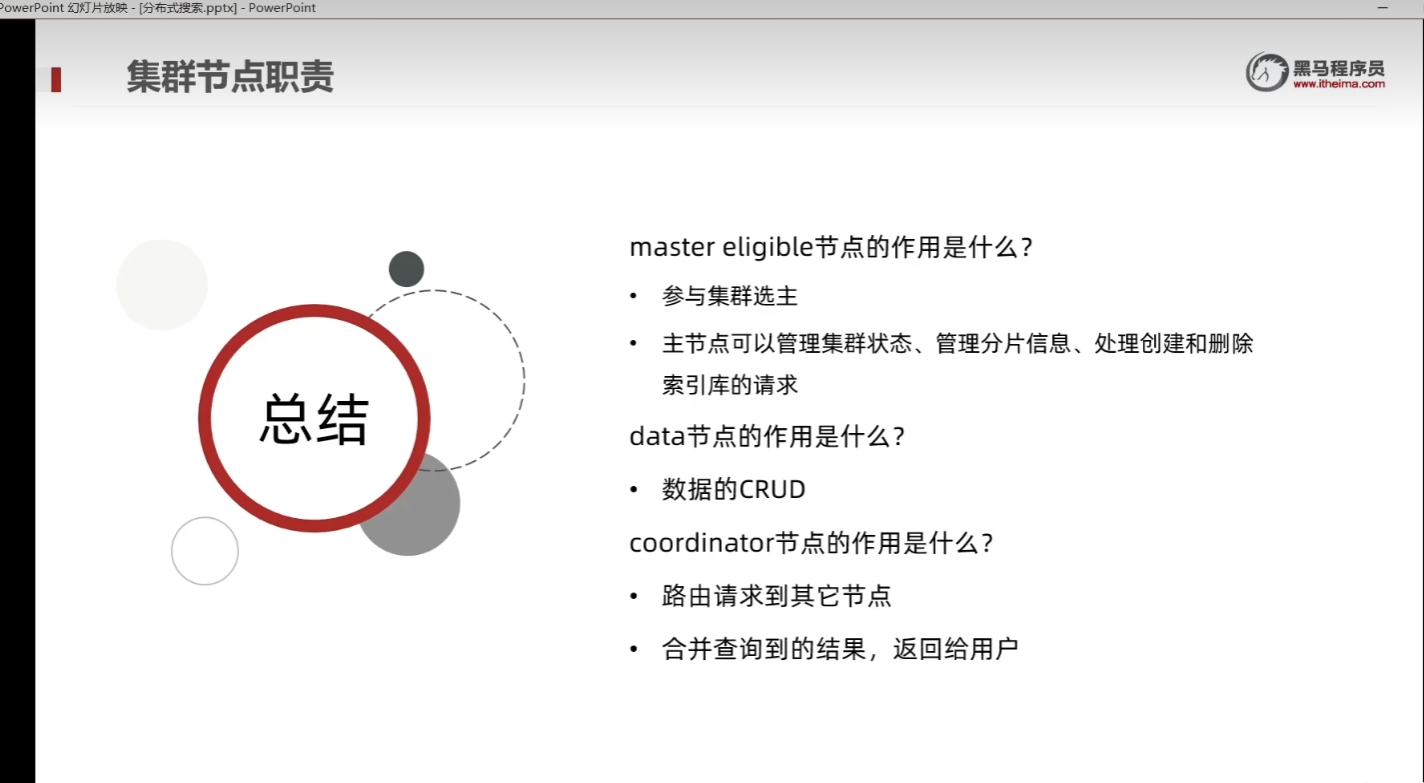 PowerPoint 幻灯片放映 - [分布式搜索.pptx] - PowerPoint
集群节点职责
黑马程序员
www.itheima.com
总结
master eligible节点的作用是什么？
• 参与集群选主
• 主节点可以管理集群状态、管理分片信息、处理创建和删除
索引库的请求
data节点的作用是什么？
• 数据的CRUD
coordinator节点的作用是什么？
• 路由请求到其它节点
• 合并查询到的结果，返回给用户